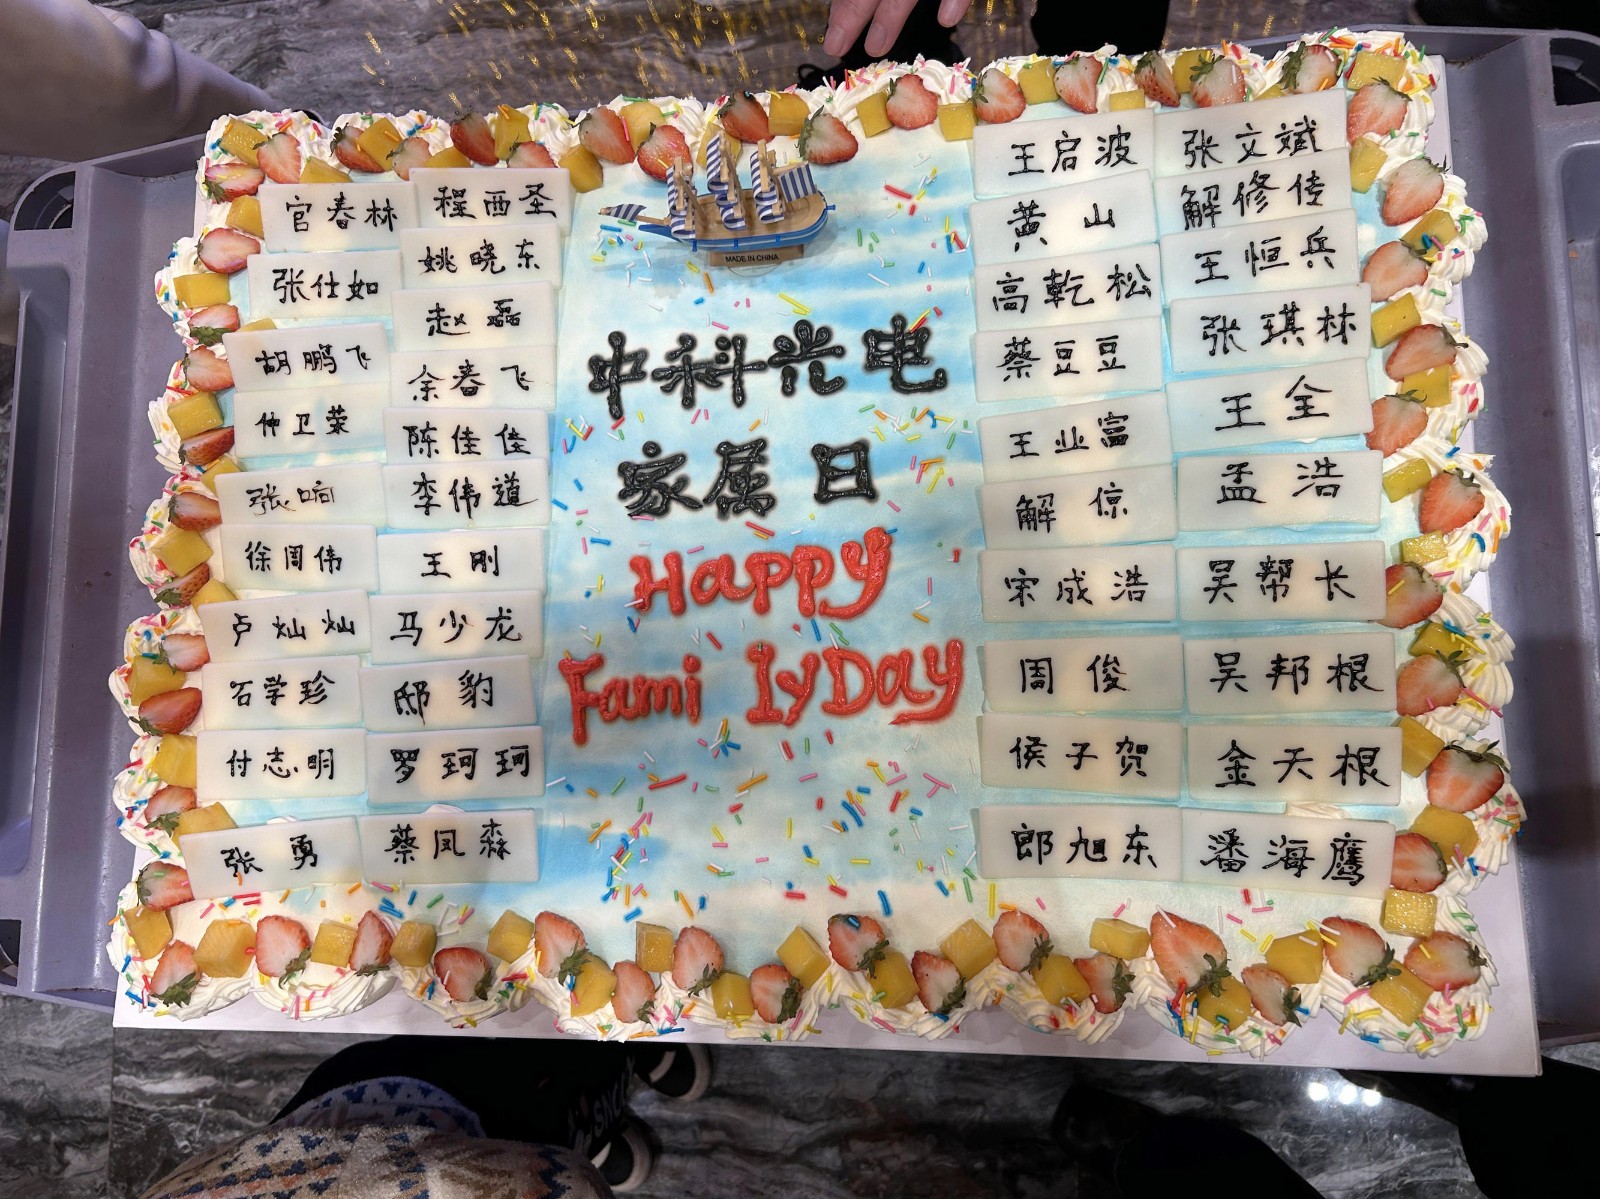 官春林
程西圣
张仕如
姚晓东
胡鹏飞
赵磊
仲卫荣
余春飞
张响
陈佳佳
徐周伟
李伟道
卢灿灿
王刚
石学珍
马少龙
付志明
邸豹
张勇
罗珂珂
蔡凤森
MADE IN CHINA
中科光电
家属日
Happy
Family Day
王启波
张文斌
黄山
解修传
高乾松
王恒兵
蔡豆豆
张琪林
王业富
王全
解倞
孟浩
宋成浩
吴帮长
周俊
吴邦根
侯子贺
金天根
郎旭东
潘海鹰